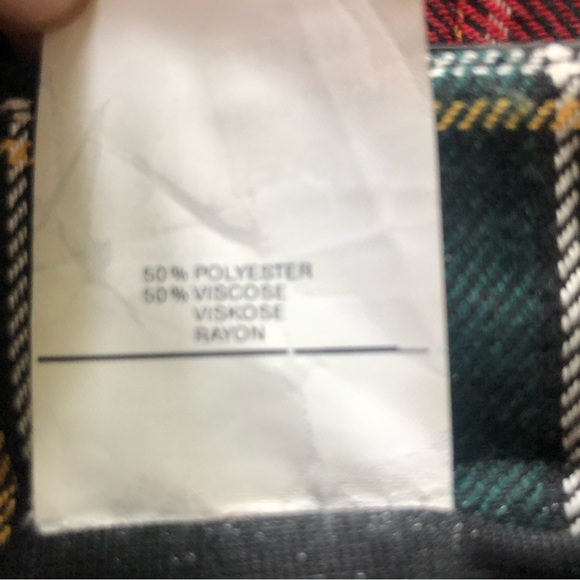 50% POLYESTER
50% VISCOSE
VISKOSE
RAYON